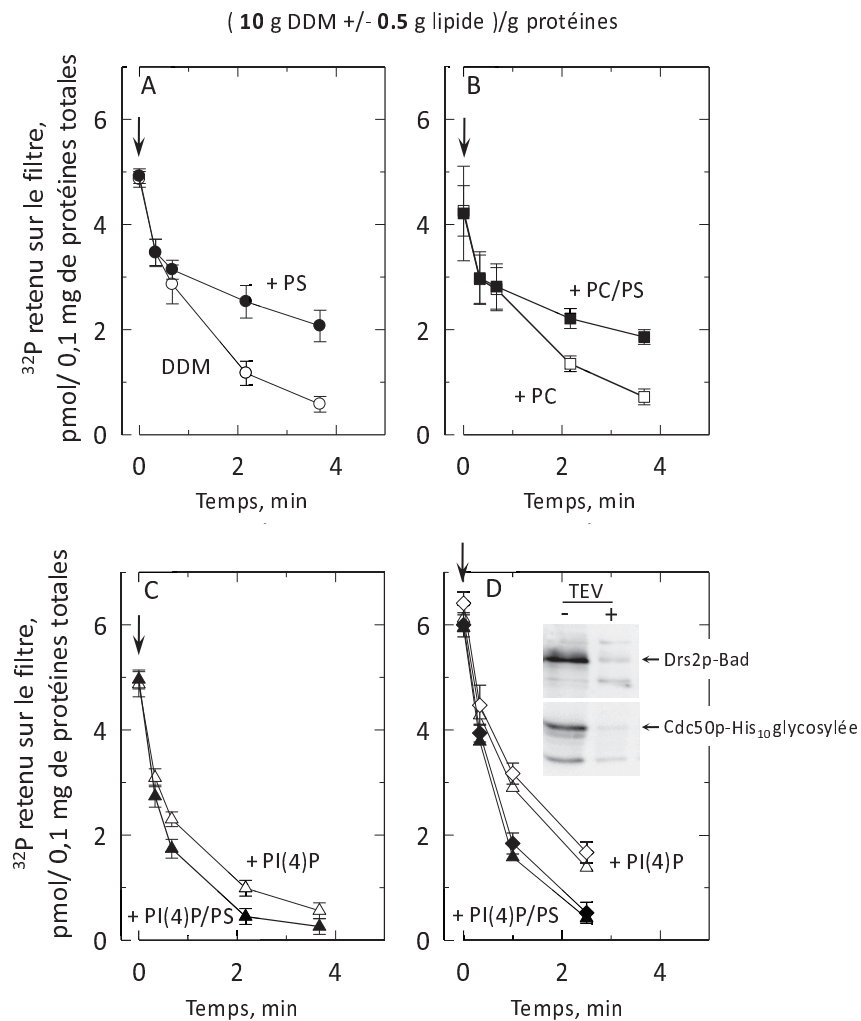 ( 10 g DDM +/- 0.5 g lipide )/g protéines
A
6
4
2
0
0 2 4
Temps, min
³²P retenu sur le filtre,
pmol/ 0,1 mg de protéines totales
+ PS
DDM
B
6
4
2
0
0 2 4
Temps, min
+ PC/PS
+ PC
C
6
4
2
0
0 2 4
Temps, min
³²P retenu sur le filtre,
pmol/ 0,1 mg de protéines totales
+ PI(4)P
+ PI(4)P/PS
D
6
4
2
0
0 2 4
Temps, min
TEV
- +
Drs2p-Bad
Cdc50p-His₁₀glycosylée
+ PI(4)P
+ PI(4)P/PS